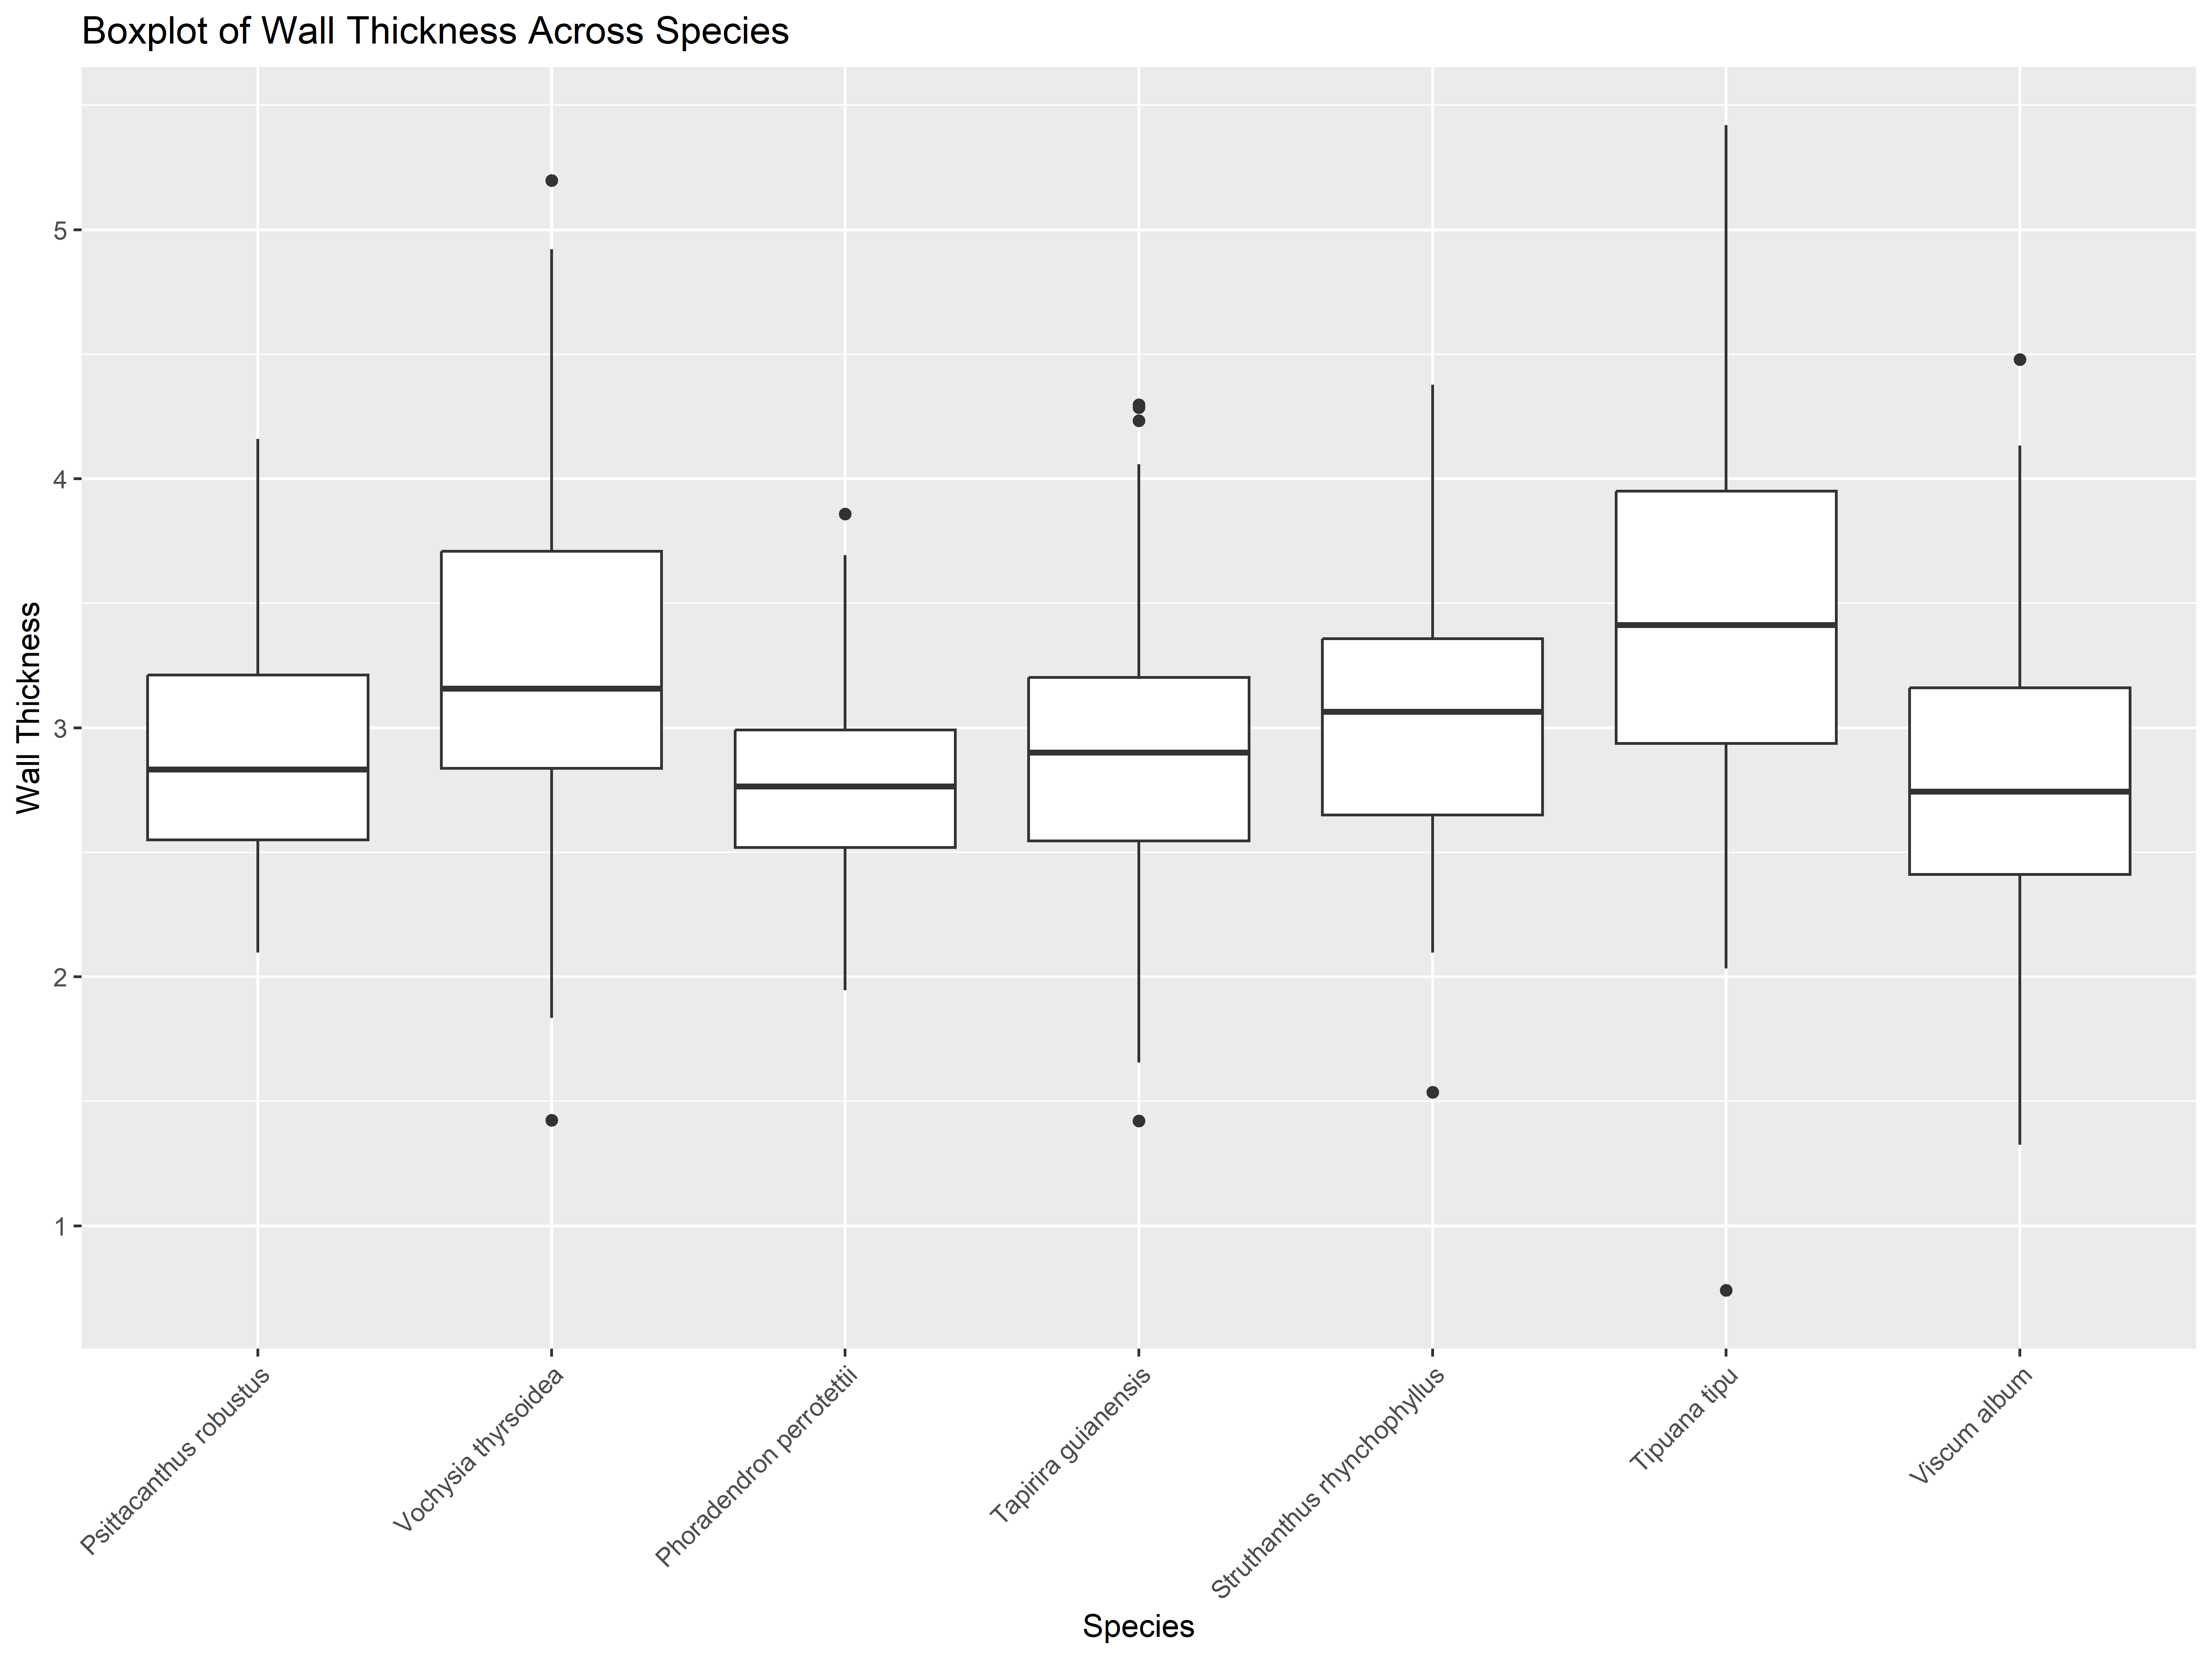 Boxplot of Wall Thickness Across Species
Wall Thickness
5
4
3
2
1
Psittacanthus robustus
Vochysia thyrsoidea
Phoradendron perrotettii
Tapirira guianensis
Struthanthus rhynchophyllus
Tipuana tipu
Viscum album
Species